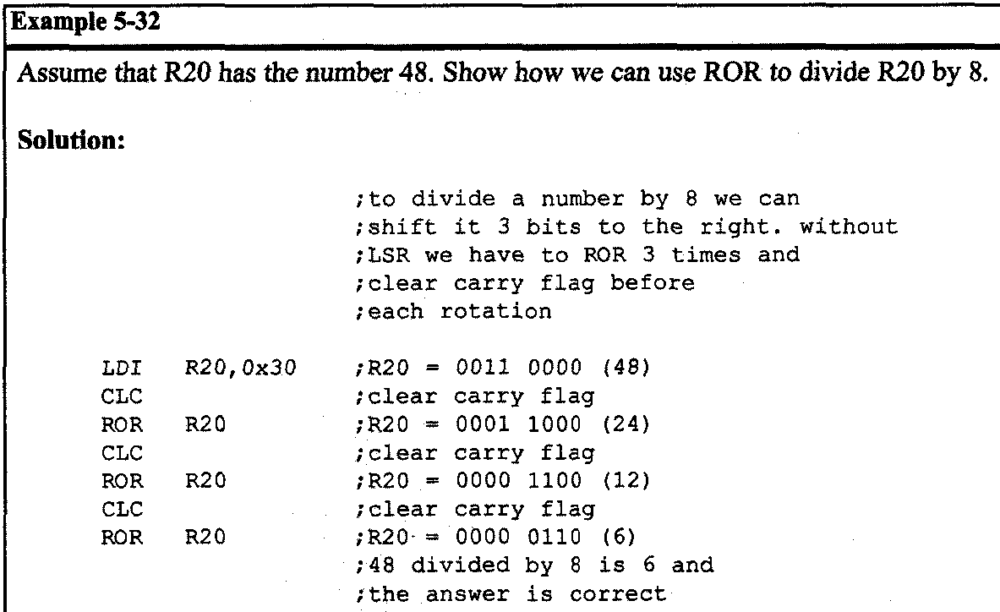 Example 5-32
Assume that R20 has the number 48. Show how we can use ROR to divide R20 by 8.
Solution:
;to divide a number by 8 we can
;shift it 3 bits to the right. without
;LSR we have to ROR 3 times and
;clear carry flag before
;each rotation
LDI R20,0x30 ;R20 = 0011 0000 (48)
CLC ;clear carry flag
ROR R20 ;R20 = 0001 1000 (24)
CLC ;clear carry flag
ROR R20 ;R20 = 0000 1100 (12)
CLC ;clear carry flag
ROR R20 ;R20 = 0000 0110 (6)
;48 divided by 8 is 6 and
;the answer is correct